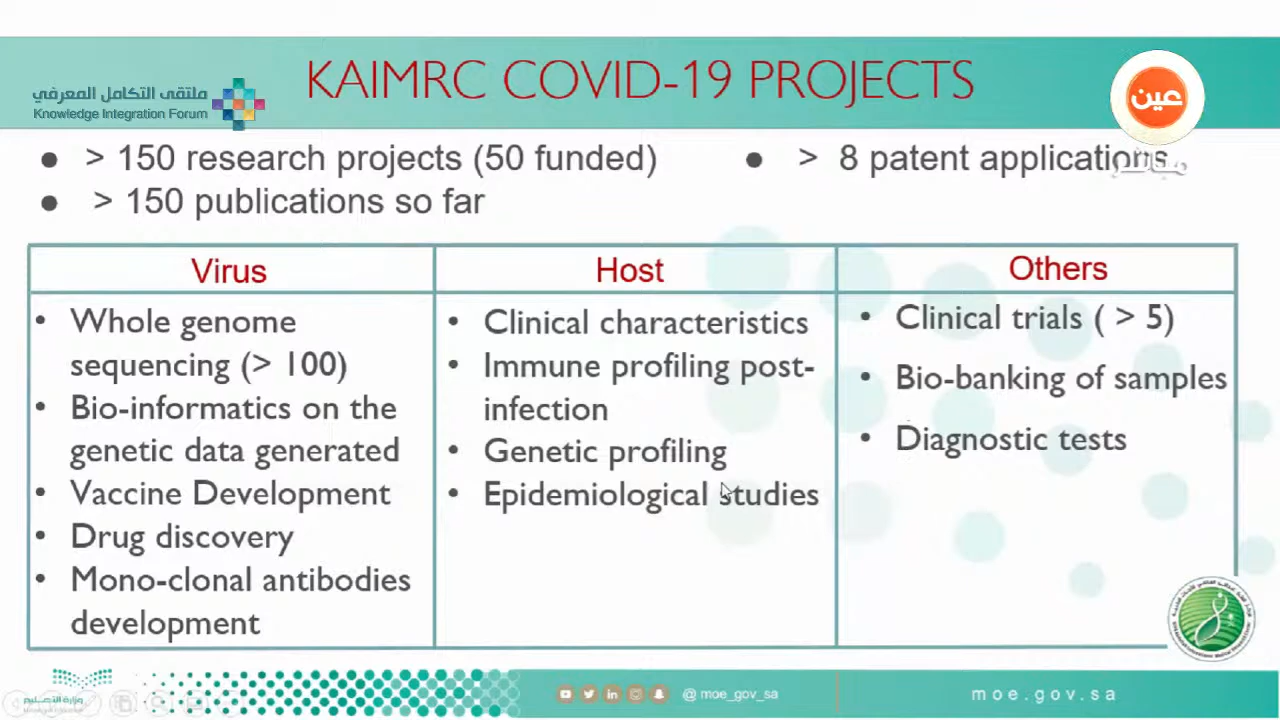 KAIMRC COVID-19 PROJECTS
ملتقى التكامل المعرفي
Knowledge Integration Forum
عين
مباشر
• > 150 research projects (50 funded)
• > 8 patent applications
• > 150 publications so far
Virus
• Whole genome
sequencing (> 100)
• Bio-informatics on the
genetic data generated
• Vaccine Development
• Drug discovery
• Mono-clonal antibodies
development
Host
• Clinical characteristics
• Immune profiling post-
infection
• Genetic profiling
• Epidemiological studies
Others
• Clinical trials ( > 5)
• Bio-banking of samples
• Diagnostic tests
وزارة التعليم
@ moe_gov_sa
moe.gov.sa